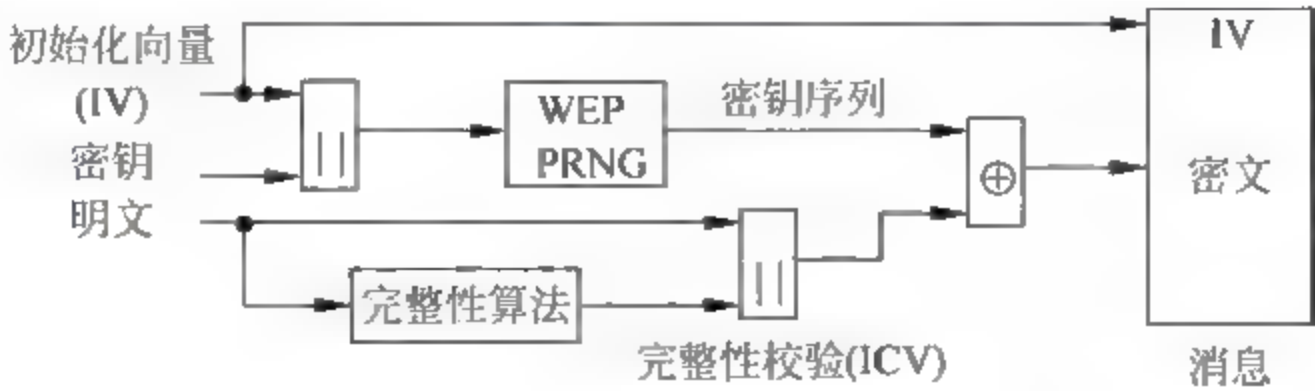 初始化向量
(IV)
密钥
明文
||
WEP
PRNG
密钥序列
完整性算法
||
完整性校验(ICV)
⊕
IV
密文
消息